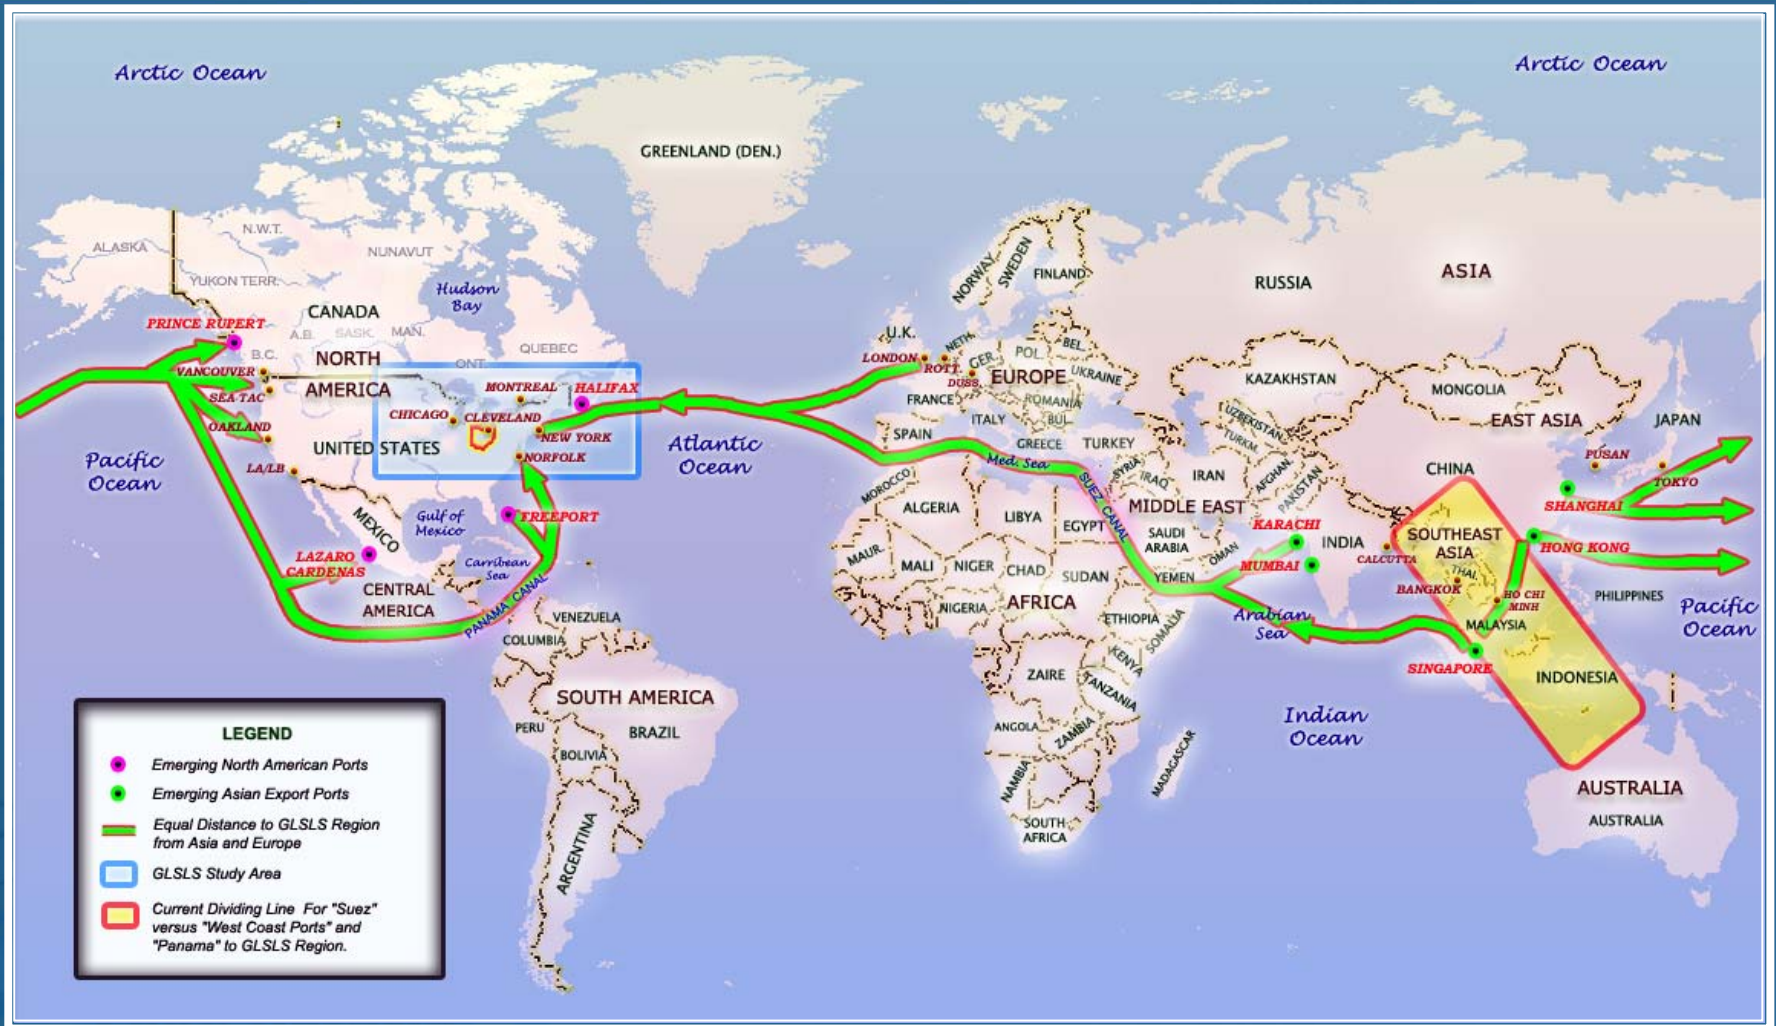 Arctic Ocean
Arctic Ocean
GREENLAND (DEN.)
ALASKA
N.W.T.
NUNAVUT
YUKON TERR.
Hudson
Bay
CANADA
PRINCE RUPERT
A.B.
SASK.
MAN.
B.C.
ONT.
QUEBEC
NORTH
AMERICA
VANCOUVER
SEA TAC
OAKLAND
LA/LB
UNITED STATES
CHICAGO
CLEVELAND
MONTREAL
HALIFAX
NEW YORK
NORFOLK
Pacific
Ocean
Atlantic
Ocean
MEXICO
Gulf of
Mexico
FREEPORT
LAZARO
CARDENAS
Carribean
Sea
CENTRAL
AMERICA
PANAMA CANAL
VENEZUELA
COLUMBIA
SOUTH AMERICA
PERU
BRAZIL
BOLIVIA
ARGENTINA
NORWAY
SWEDEN
FINLAND
RUSSIA
ASIA
U.K.
LONDON
NETH.
ROTT.
GER.
DUSS.
POL.
BEL.
UKRAINE
EUROPE
FRANCE
ROMANIA
BUL.
ITALY
SPAIN
GREECE
TURKEY
Med. Sea
SUEZ CANAL
SYRIA
IRAQ
IRAN
AFGHAN.
PAKISTAN
UZBEKISTAN
TURKM.
KAZAKHSTAN
MONGOLIA
EAST ASIA
JAPAN
PUSAN
TOKYO
CHINA
SHANGHAI
MOROCCO
ALGERIA
LIBYA
EGYPT
MIDDLE EAST
SAUDI
ARABIA
OMAN
YEMEN
KARACHI
MUMBAI
INDIA
CALCUTTA
SOUTHEAST
ASIA
THAI.
BANGKOK
HO CHI
MINH
HONG KONG
PHILIPPINES
MALAYSIA
SINGAPORE
INDONESIA
Pacific
Ocean
Arabian
Sea
Indian
Ocean
MAUR.
MALI
NIGER
CHAD
SUDAN
NIGERIA
AFRICA
ETHIOPIA
SOMALIA
KENYA
ZAIRE
TANZANIA
ANGOLA
ZAMBIA
NAMBIA
MADAGASCAR
SOUTH
AFRICA
AUSTRALIA
AUSTRALIA
LEGEND
Emerging North American Ports
Emerging Asian Export Ports
Equal Distance to GLSLS Region
from Asia and Europe
GLSLS Study Area
Current Dividing Line For "Suez"
versus "West Coast Ports" and
"Panama" to GLSLS Region.